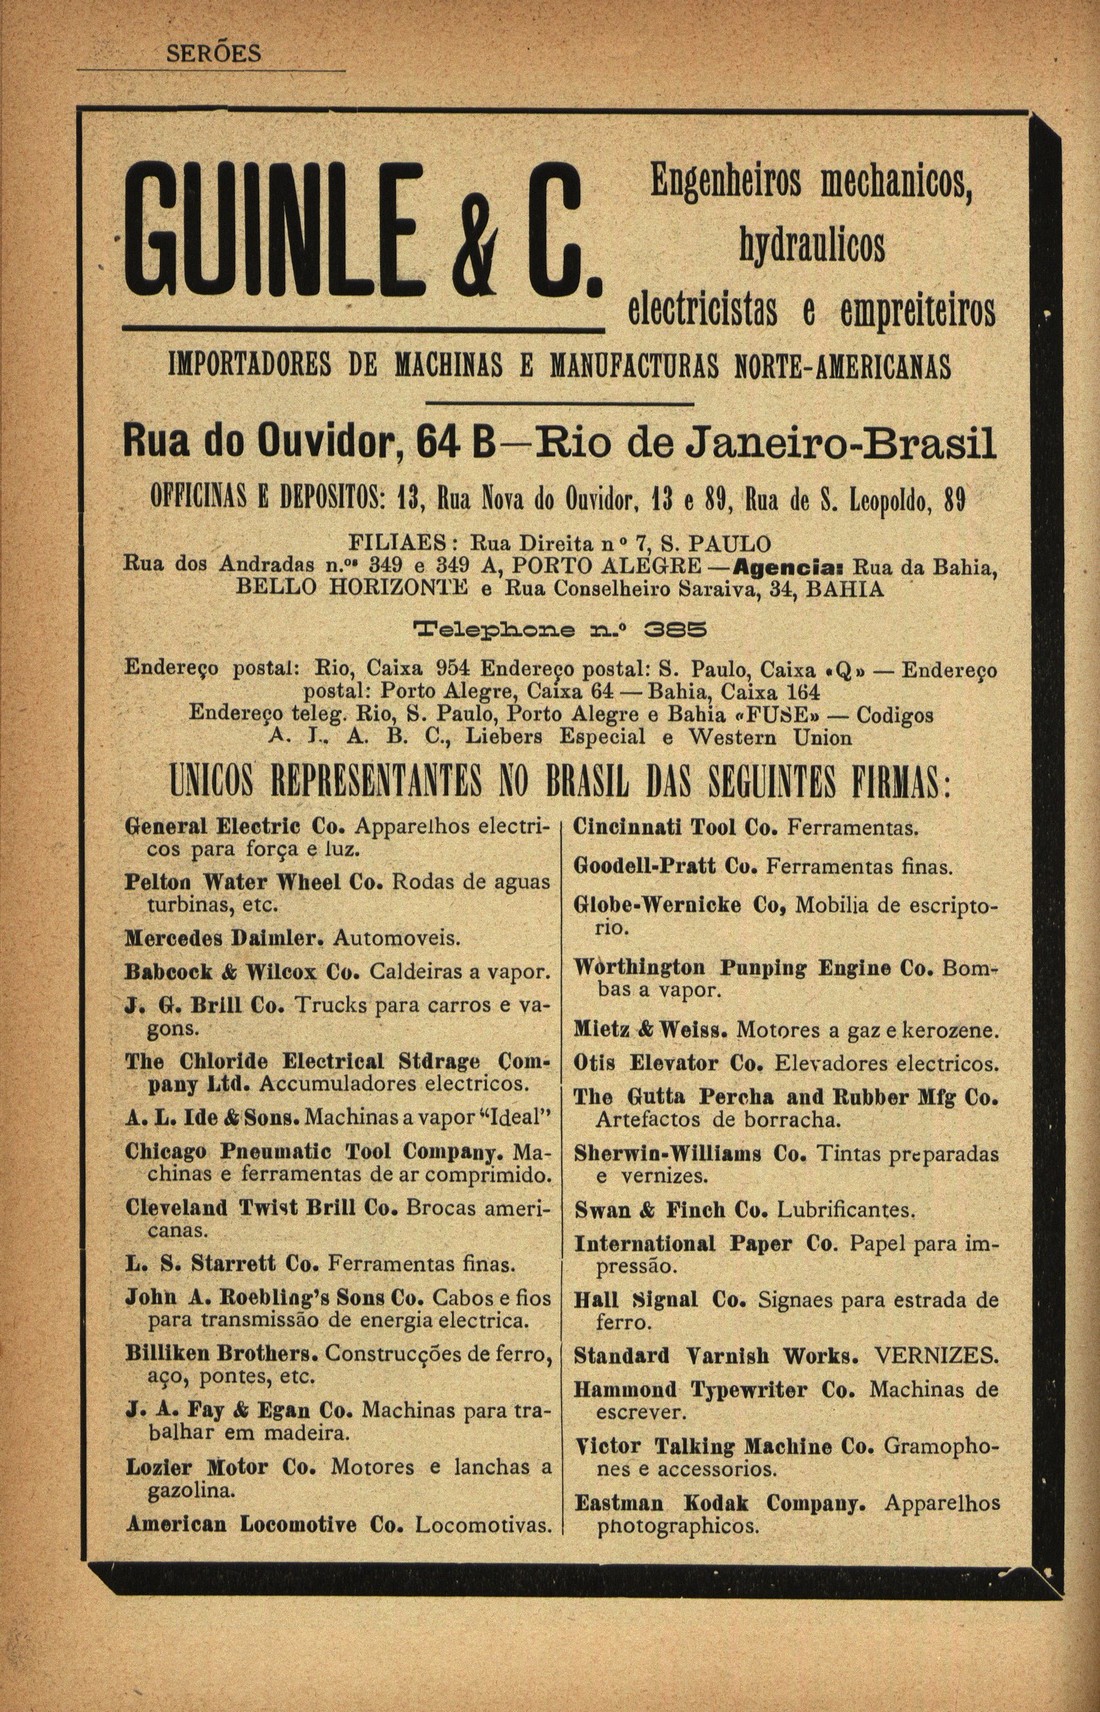 SERÕES
GUINLE & C.
Engenheiros mechanicos,
hydraulicos
electricistas e empreiteiros
IMPORTADORES DE MACHINAS E MANUFACTURAS NORTE-AMERICANAS
Rua do Ouvidor, 64 B—Rio de Janeiro-Brasil
OFFICINAS E DEPOSITOS: 13, Rua Nova do Ouvidor, 13 e 89, Rua de S. Leopoldo, 89
FILIAES: Rua Direita nº 7, S. PAULO
Rua dos Andradas n.ºˢ 349 e 349 A, PORTO ALEGRE—Agencia: Rua da Bahia,
BELLO HORIZONTE e Rua Conselheiro Saraiva, 34, BAHIA
Telephone n.º 385
Endereço postal: Rio, Caixa 954 Endereço postal: S. Paulo, Caixa «Q» — Endereço
postal: Porto Alegre, Caixa 64 — Bahia, Caixa 164
Endereço teleg. Rio, S. Paulo, Porto Alegre e Bahia «FUSE» — Codigos
A. I., A. B. C., Liebers Especial e Western Union
UNICOS REPRESENTANTES NO BRASIL DAS SEGUINTES FIRMAS:
General Electric Co. Apparelhos electri-
cos para força e luz.
Pelton Water Wheel Co. Rodas de aguas
turbinas, etc.
Mercedes Daimler. Automoveis.
Babcock & Wilcox Co. Caldeiras a vapor.
J. G. Brill Co. Trucks para carros e va-
gons.
The Chloride Electrical Stdrage Com-
pany Ltd. Accumuladores electricos.
A. L. Ide & Sons. Machinas a vapor "Ideal"
Chicago Pneumatic Tool Company. Ma-
chinas e ferramentas de ar comprimido.
Cleveland Twist Brill Co. Brocas ameri-
canas.
L. S. Starrett Co. Ferramentas finas.
John A. Roebling's Sons Co. Cabos e fios
para transmissão de energia electrica.
Billiken Brothers. Construcções de ferro,
aço, pontes, etc.
J. A. Fay & Egan Co. Machinas para tra-
balhar em madeira.
Lozier Motor Co. Motores e lanchas a
gazolina.
American Locomotive Co. Locomotivas.
Cincinnati Tool Co. Ferramentas.
Goodell-Pratt Co. Ferramentas finas.
Globe-Wernicke Co, Mobilia de escripto-
rio.
Worthington Punping Engine Co. Bom-
bas a vapor.
Mietz & Weiss. Motores a gaz e kerozene.
Otis Elevator Co. Elevadores electricos.
The Gutta Percha and Rubber Mfg Co.
Artefactos de borracha.
Sherwin-Williams Co. Tintas preparadas
e vernizes.
Swan & Finch Co. Lubrificantes.
International Paper Co. Papel para im-
pressão.
Hall Signal Co. Signaes para estrada de
ferro.
Standard Varnish Works. VERNIZES.
Hammond Typewriter Co. Machinas de
escrever.
Victor Talking Machine Co. Gramopho-
nes e accessorios.
Eastman Kodak Company. Apparelhos
photographicos.